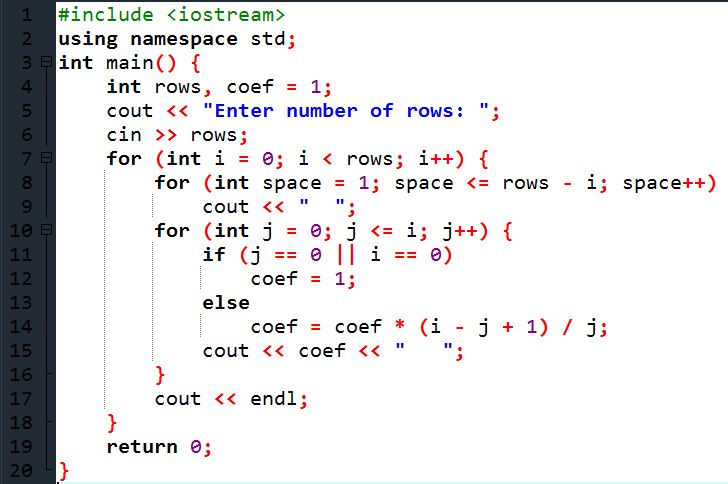 1 #include <iostream>
2 using namespace std;
3 int main() {
4     int rows, coef = 1;
5     cout << "Enter number of rows: ";
6     cin >> rows;
7     for (int i = 0; i < rows; i++) {
8         for (int space = 1; space <= rows - i; space++)
9             cout << "  ";
10         for (int j = 0; j <= i; j++) {
11             if (j == 0 || i == 0)
12                 coef = 1;
13             else
14                 coef = coef * (i - j + 1) / j;
15             cout << coef << "   ";
16         }
17         cout << endl;
18     }
19     return 0;
20 }